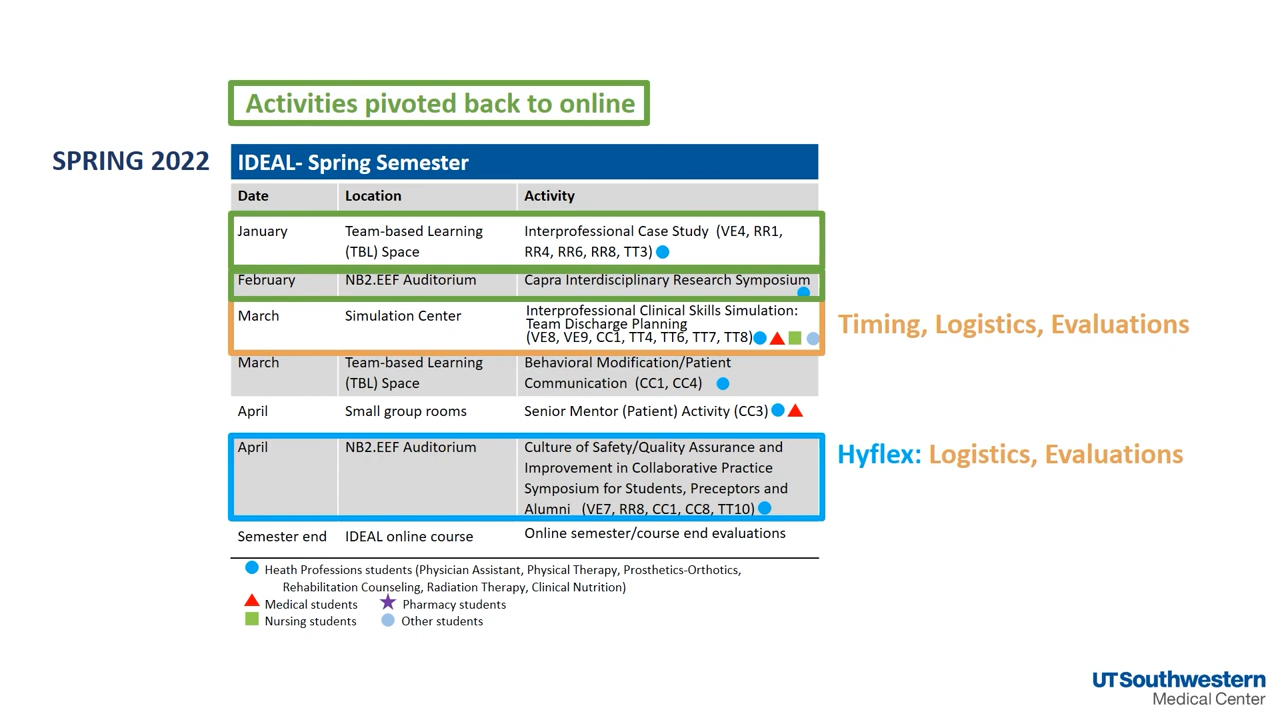 Activities pivoted back to online
SPRING 2022
IDEAL- Spring Semester
Date Location Activity
January Team-based Learning Interprofessional Case Study (VE4, RR1,
(TBL) Space RR4, RR6, RR8, TT3)
February NB2.EEF Auditorium Capra Interdisciplinary Research Symposium
March Simulation Center Interprofessional Clinical Skills Simulation:
Team Discharge Planning
(VE8, VE9, CC1, TT4, TT6, TT7, TT8)
Timing, Logistics, Evaluations
March Team-based Learning Behavioral Modification/Patient
(TBL) Space Communication (CC1, CC4)
April Small group rooms Senior Mentor (Patient) Activity (CC3)
April NB2.EEF Auditorium Culture of Safety/Quality Assurance and
Improvement in Collaborative Practice
Symposium for Students, Preceptors and
Alumni (VE7, RR8, CC1, CC8, TT10)
Hyflex: Logistics, Evaluations
Semester end IDEAL online course Online semester/course end evaluations
Heath Professions students (Physician Assistant, Physical Therapy, Prosthetics-Orthotics,
Rehabilitation Counseling, Radiation Therapy, Clinical Nutrition)
Medical students Pharmacy students
Nursing students Other students
UTSouthwestern
Medical Center